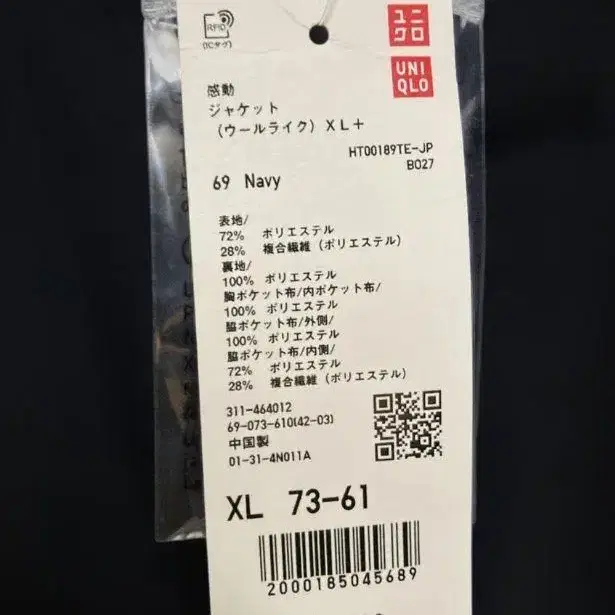 RFID
(ICタグ)
ユニ
クロ
UNI
QLO
感動
ジャケット
(ウールライク) XL+
HT00189TE-JP
B027
69 Navy
表地/
72% ポリエステル
28% 複合繊維(ポリエステル)
裏地/
100% ポリエステル
胸ポケット布/内ポケット布/
100% ポリエステル
脇ポケット布/外側/
100% ポリエステル
脇ポケット布/内側/
72% ポリエステル
28% 複合繊維(ポリエステル)
311-464012
69-073-610(42-03)
中国製
01-31-4N011A
XL 73-61
2000185045689